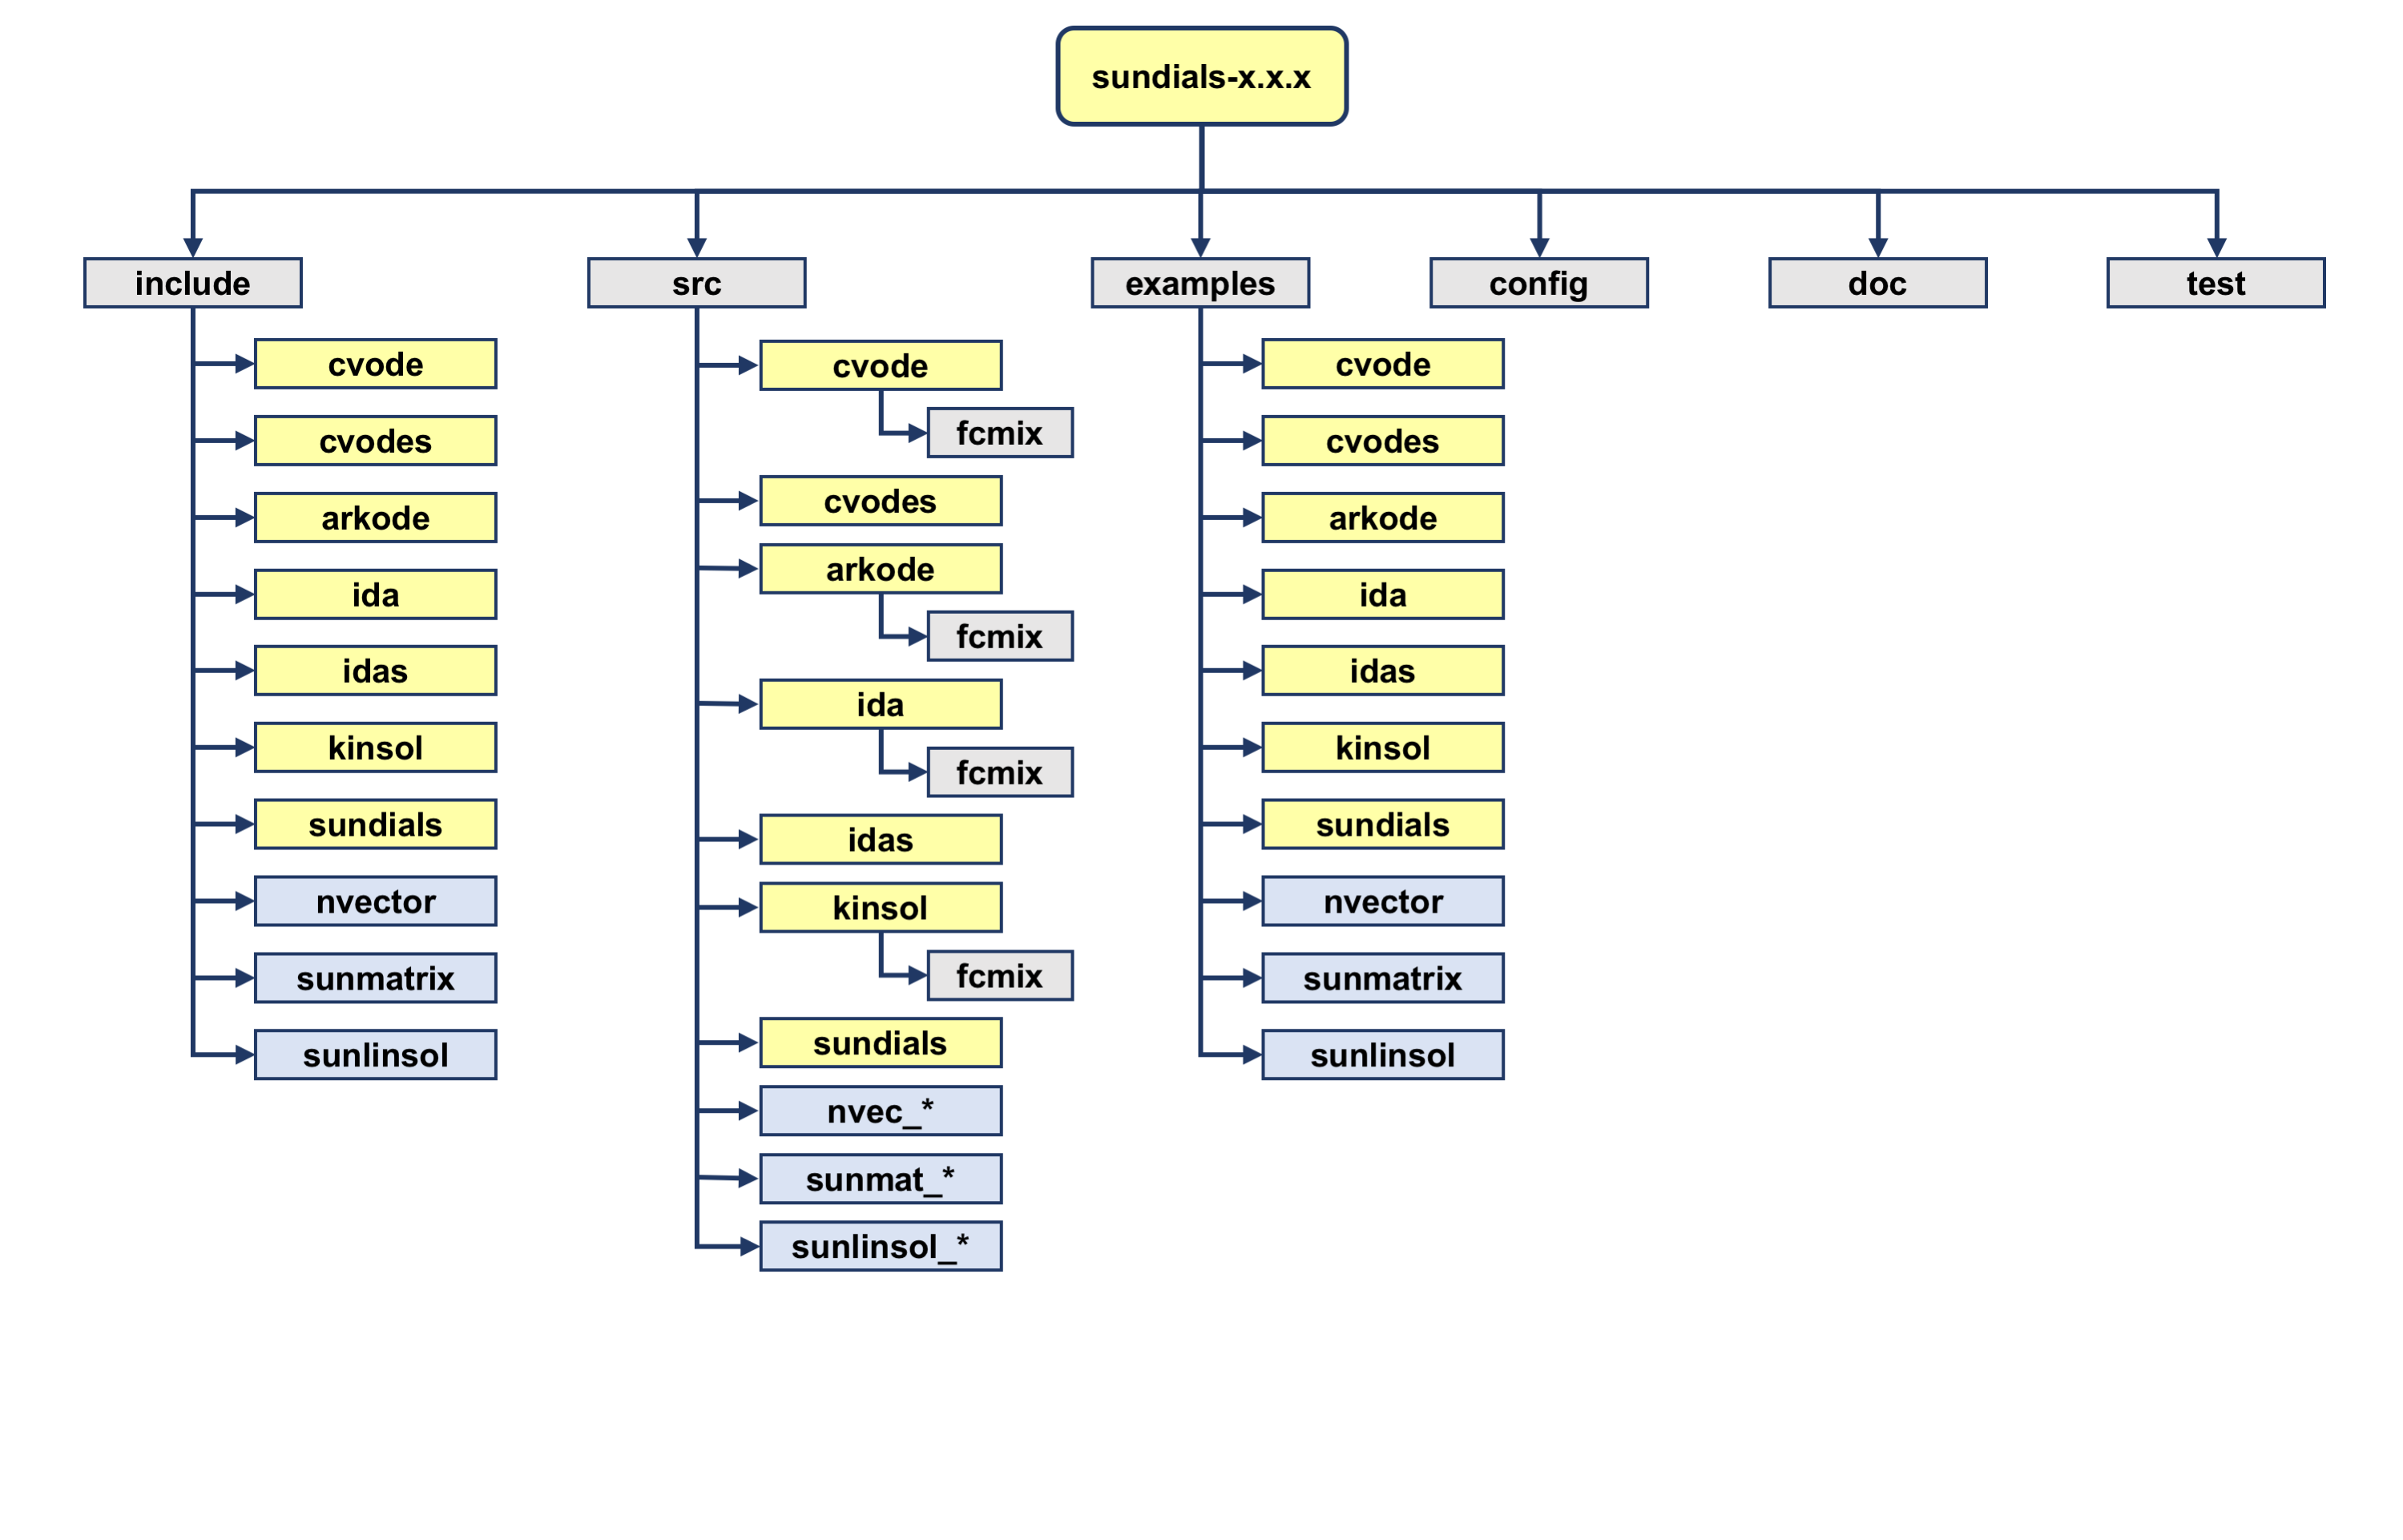 sundials-x.x.x
include
src
examples
config
doc
test
cvode
cvodes
arkode
ida
idas
kinsol
sundials
nvector
sunmatrix
sunlinsol
cvode
fcmix
cvodes
arkode
fcmix
ida
fcmix
idas
kinsol
fcmix
sundials
nvec_*
sunmat_*
sunlinsol_*
cvode
cvodes
arkode
ida
idas
kinsol
sundials
nvector
sunmatrix
sunlinsol